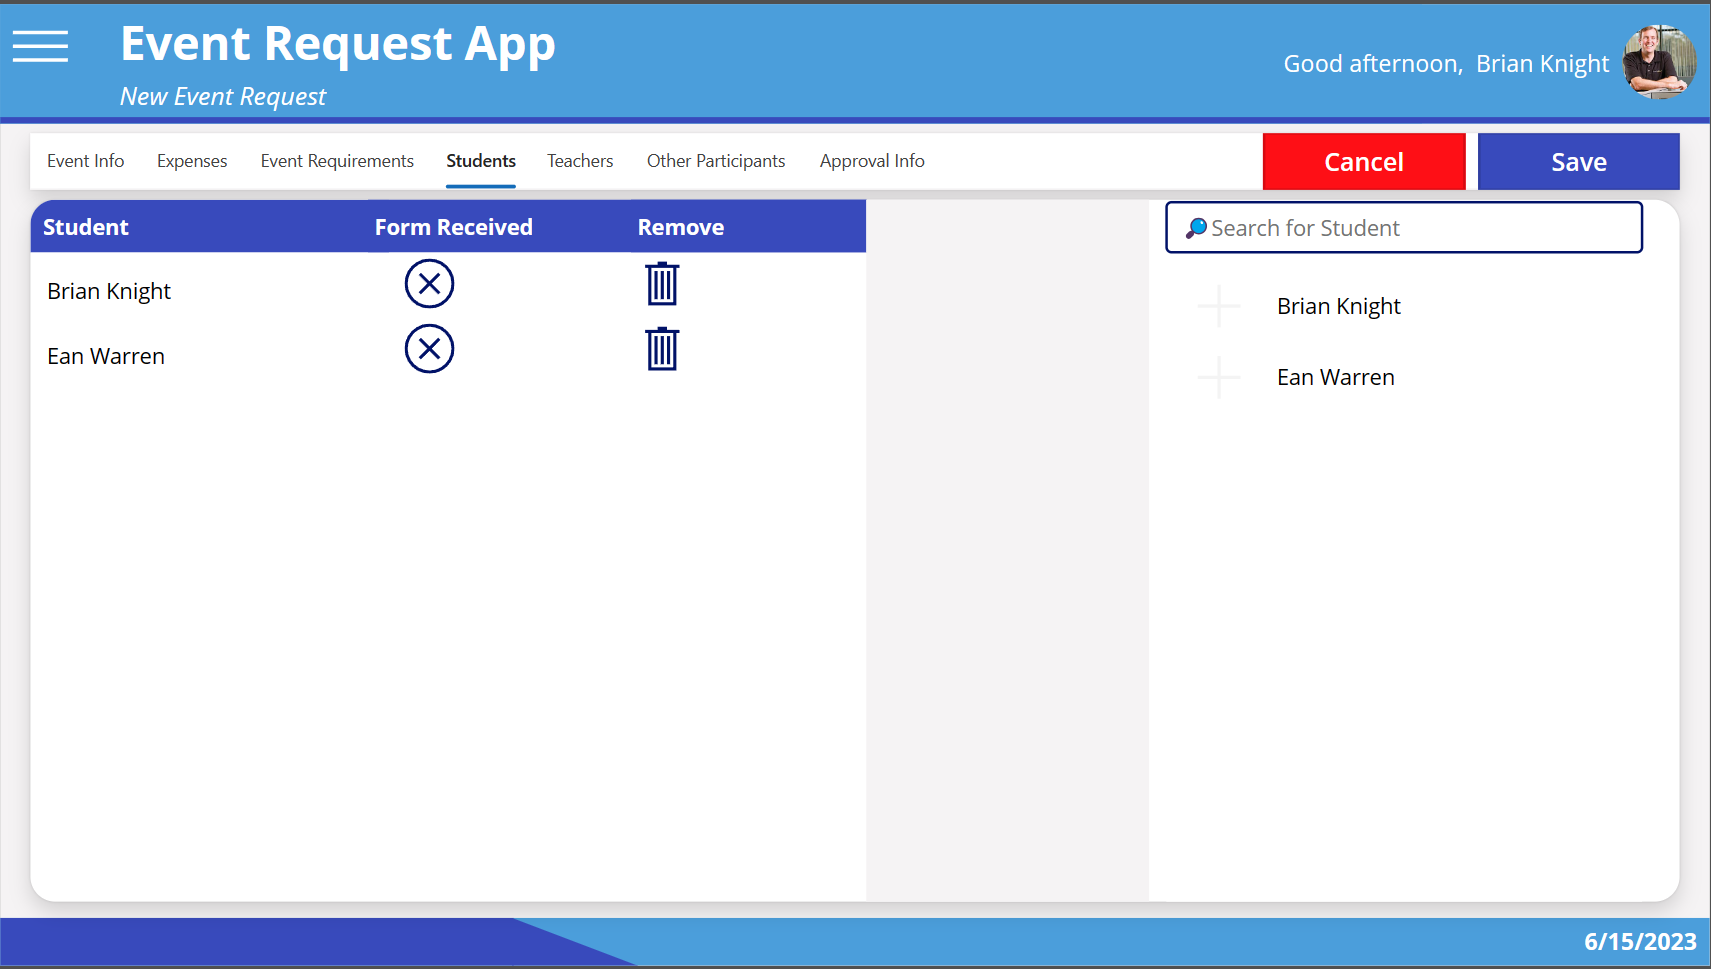 Event Request App
New Event Request
Good afternoon, Brian Knight
Event Info Expenses Event Requirements Students Teachers Other Participants Approval Info
Cancel Save
Student Form Received Remove
Search for Student
Brian Knight
Ean Warren
Brian Knight
Ean Warren
6/15/2023